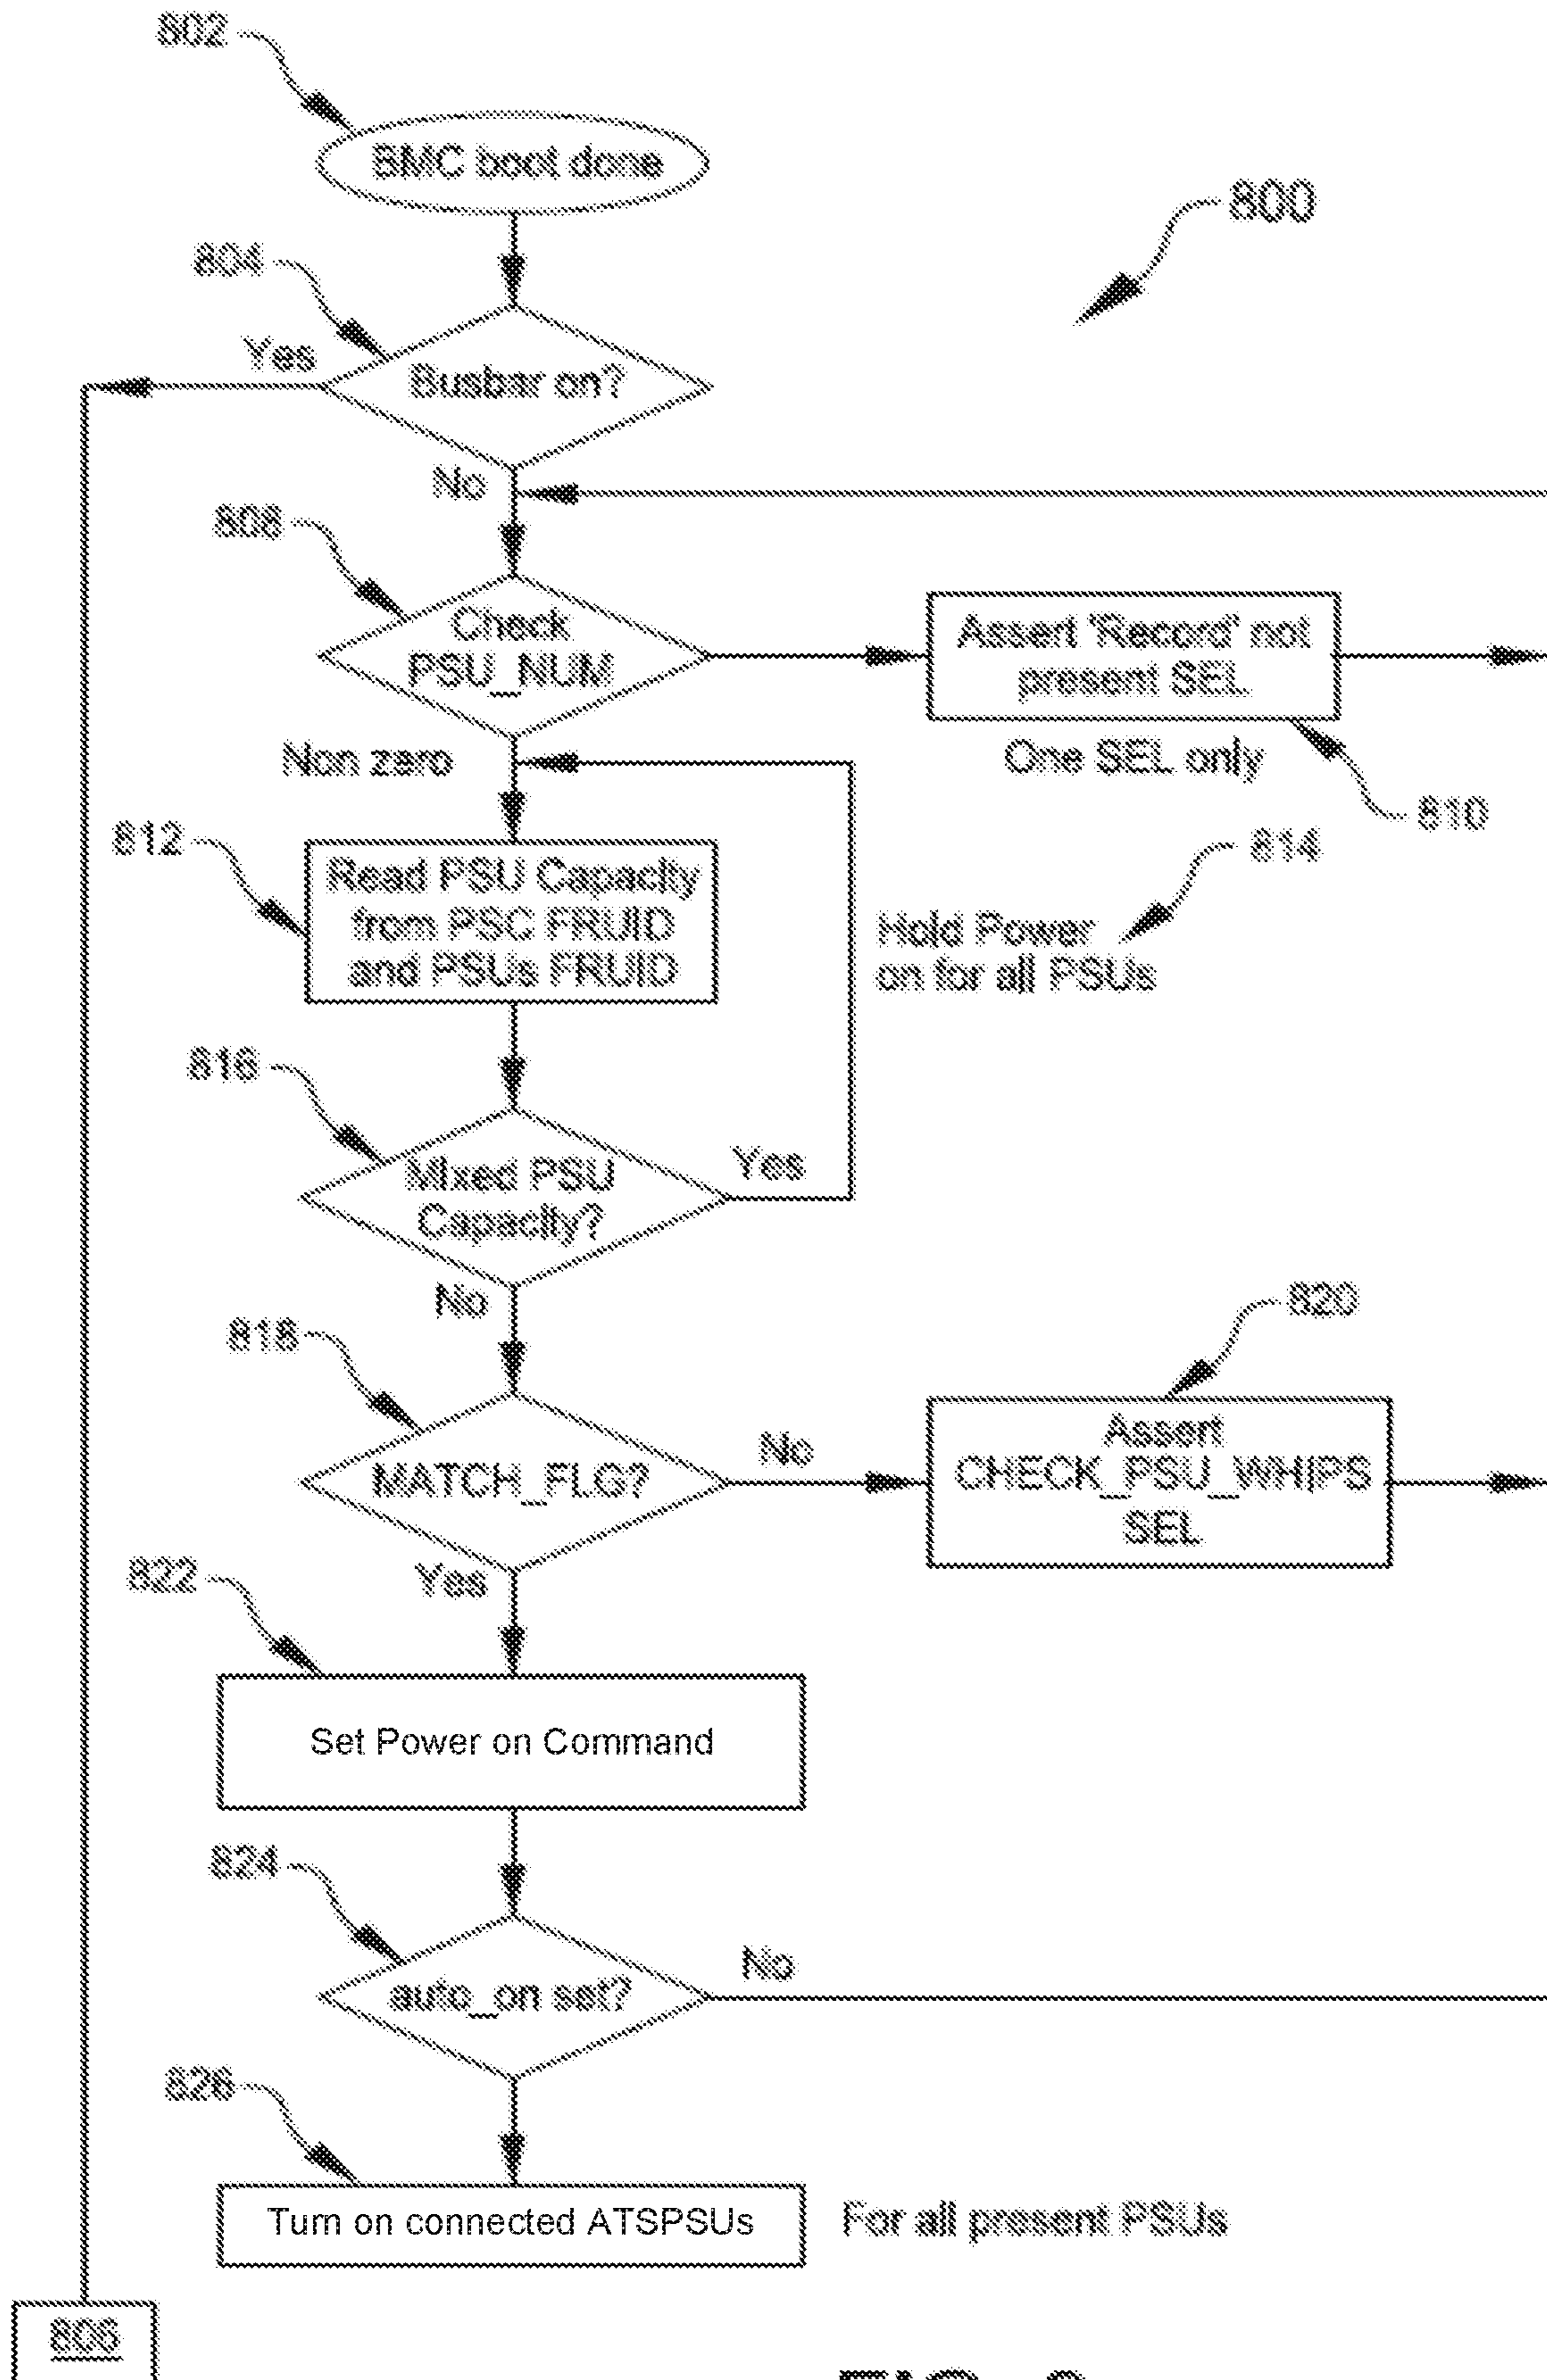 802
BMC boot done
800
804
Yes
Busbar on?
No
808
Check
PSU_NUM
Assert 'Record' not
present SEL
Non zero
One SEL only
810
812
814
Read PSU Capacity
from PSC FRUID
and PSUs FRUID
Hold Power
on for all PSUs
816
Mixed PSU
Capacity?
Yes
No
818
820
MATCH_FLG?
No
Assert
CHECK_PSU_WHIPS
SEL
Yes
822
Set Power on Command
824
auto_on set?
No
826
Turn on connected ATSPSUs
For all present PSUs
806